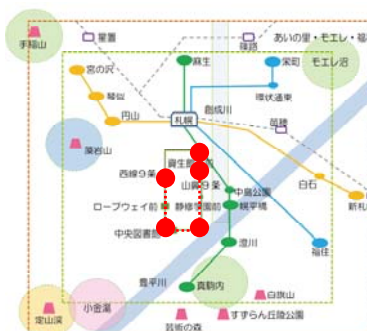 手稲山
星置
篠路
あいの里・モエレ・福
宮の沢
麻生
栄町
モエレ沼
琴似
環状通東
円山
札幌
創成川
苗穂
藻岩山
西線9条
山鼻9条
中島公園
白石
新札
ロープウェイ前
静修学園前
幌平橋
中央図書館
澄川
福住
豊平川
真駒内
定山渓
小金湯
白旗山
芸術の森
すずらん丘陵公園